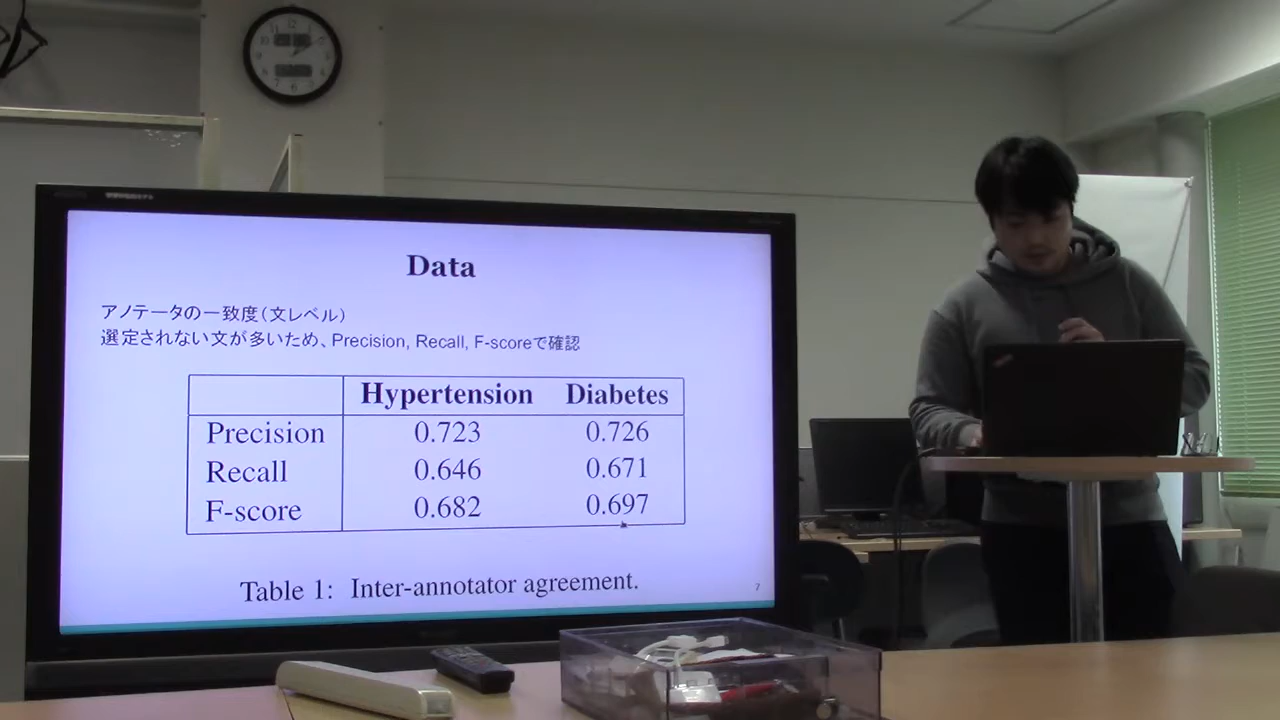 Data
アノテータの一致度（文レベル）
選定されない文が多いため、Precision, Recall, F-scoreで確認
Hypertension Diabetes
Precision 0.723 0.726
Recall 0.646 0.671
F-score 0.682 0.697
Table 1: Inter-annotator agreement.
7